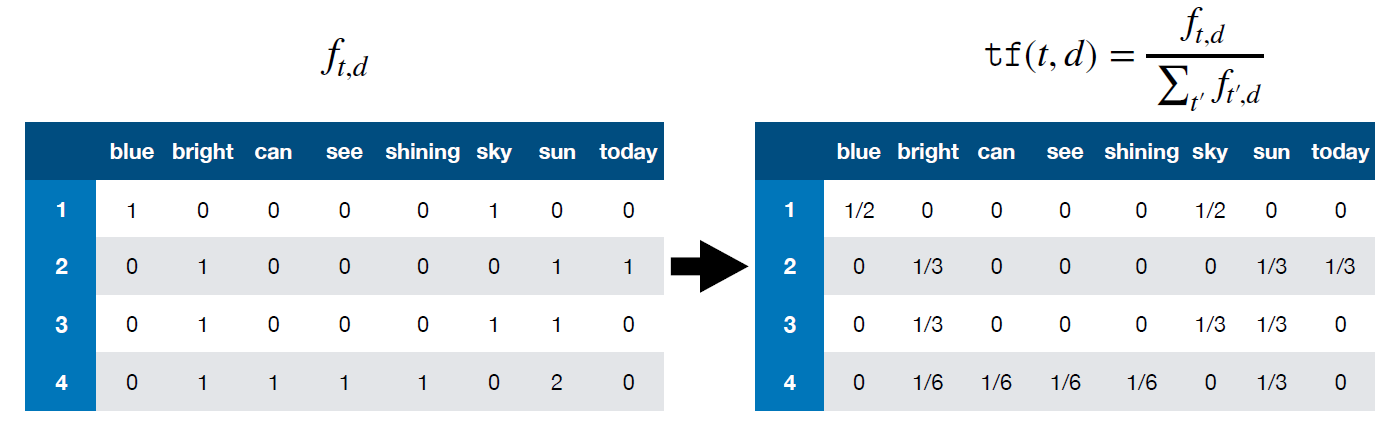 f_{t,d}
tf(t, d) = \frac{f_{t,d}}{\sum_{t'} f_{t',d}}
blue bright can see shining sky sun today
1 1 0 0 0 0 1 0 0
2 0 1 0 0 0 0 1 1
3 0 1 0 0 0 1 1 0
4 0 1 1 1 1 0 2 0
blue bright can see shining sky sun today
1 1/2 0 0 0 0 1/2 0 0
2 0 1/3 0 0 0 0 1/3 1/3
3 0 1/3 0 0 0 1/3 1/3 0
4 0 1/6 1/6 1/6 1/6 0 1/3 0